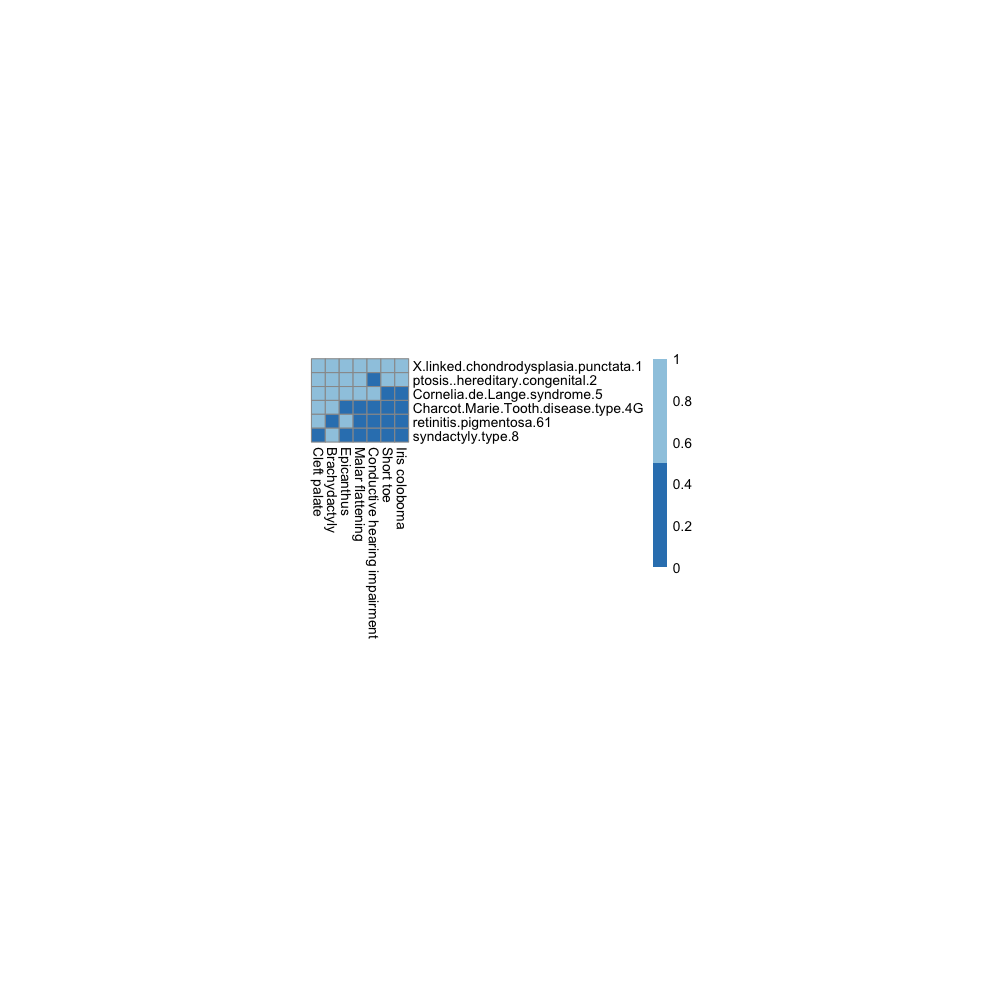 X.linked.chondrodysplasia.punctata.1
ptosis..hereditary.congenital.2
Cornelia.de.Lange.syndrome.5
Charcot.Marie.Tooth.disease.type.4G
retinitis.pigmentosa.61
syndactyly.type.8
Cleft palate
Brachydactyly
Epicanthus
Malar flattening
Conductive hearing impairment
Short toe
Iris coloboma
1
0.8
0.6
0.4
0.2
0